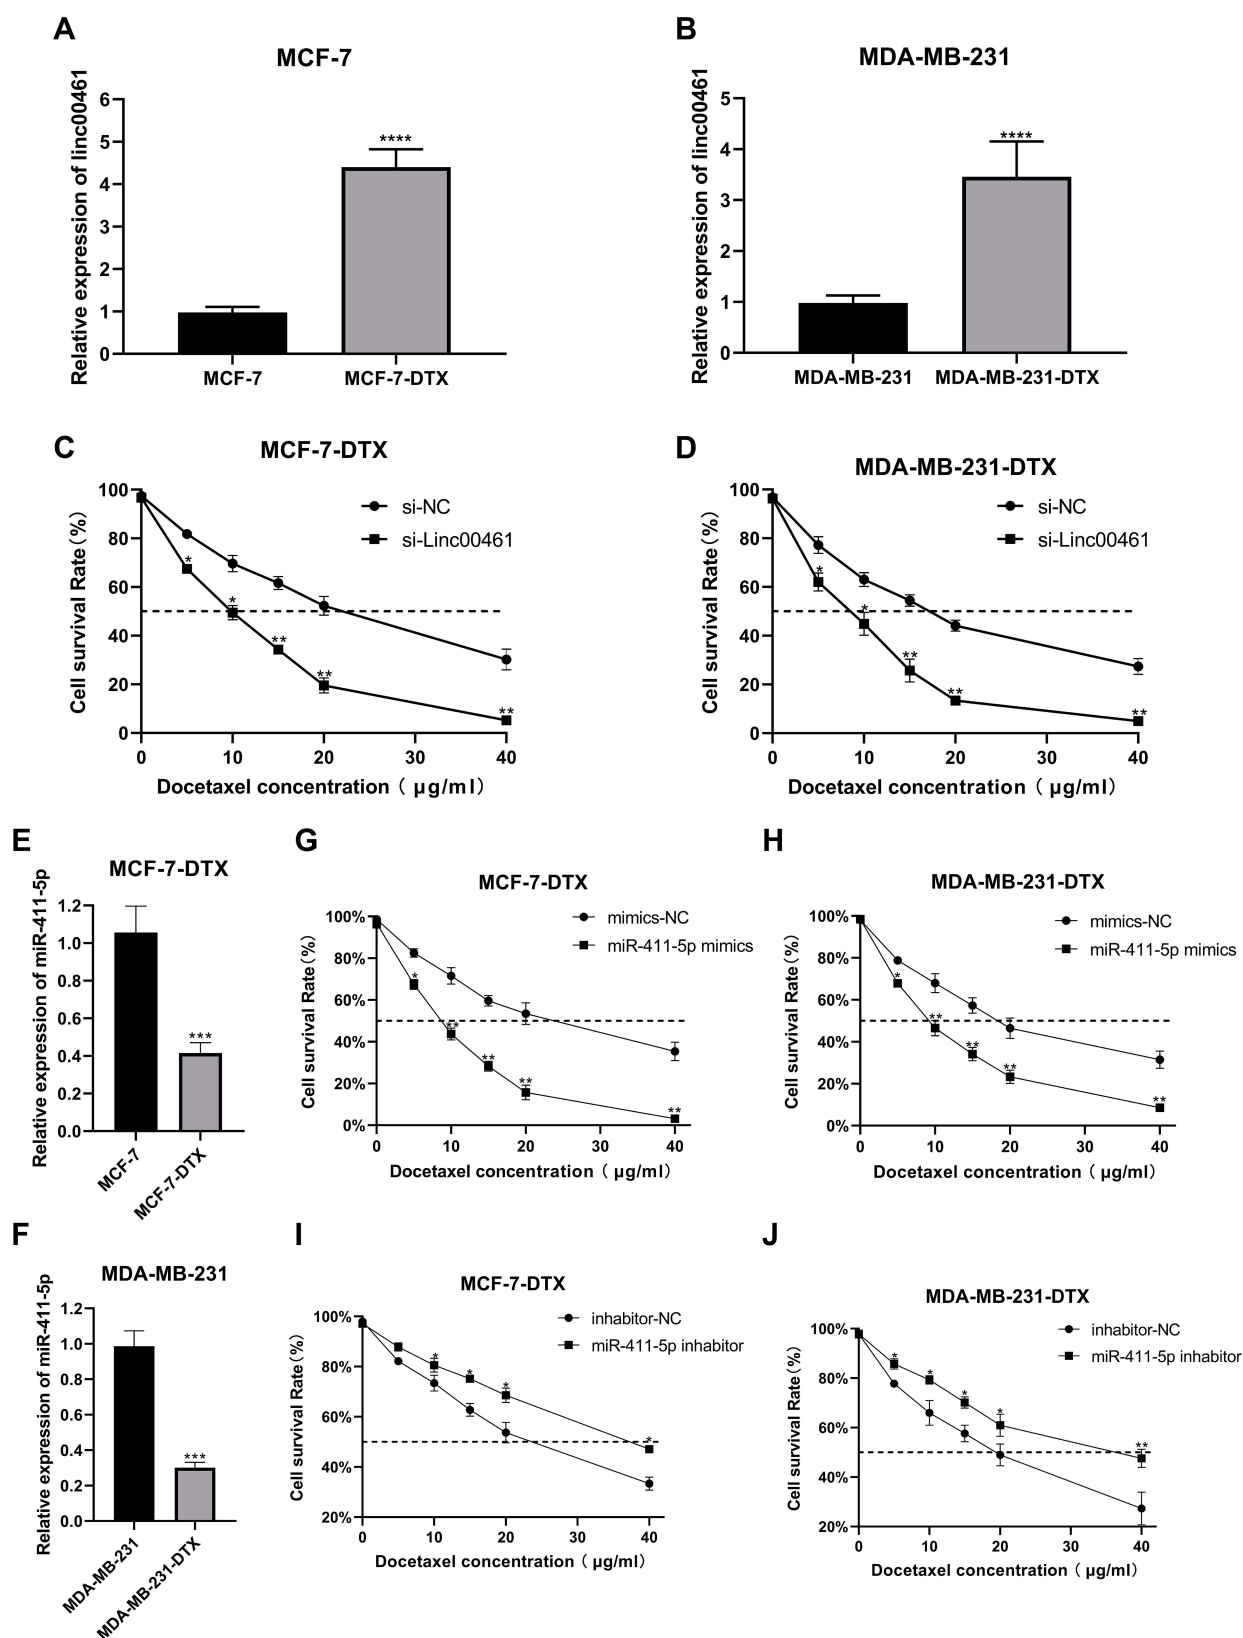 A
MCF-7
Relative expression of linc00461
6
5
4
3
2
1
0
****
MCF-7
MCF-7-DTX
B
MDA-MB-231
Relative expression of linc00461
5
4
3
2
1
0
****
MDA-MB-231
MDA-MB-231-DTX
C
MCF-7-DTX
Cell survival Rate(%)
100
80
60
40
20
0
si-NC
si-Linc00461
*
*
**
**
**
0
10
20
30
40
Docetaxel concentration ( μg/ml)
D
MDA-MB-231-DTX
Cell survival Rate(%)
100
80
60
40
20
0
si-NC
si-Linc00461
*
*
**
**
**
0
10
20
30
40
Docetaxel concentration ( μg/ml)
E
MCF-7-DTX
Relative expression of miR-411-5p
1.2
1.0
0.8
0.6
0.4
0.2
0.0
***
MCF-7
MCF-7-DTX
G
MCF-7-DTX
Cell survival Rate(%)
100%
80%
60%
40%
20%
0%
mimics-NC
miR-411-5p mimics
*
**
**
**
**
0
10
20
30
40
Docetaxel concentration ( μg/ml)
H
MDA-MB-231-DTX
Cell survival Rate(%)
100%
80%
60%
40%
20%
0%
mimics-NC
miR-411-5p mimics
*
**
**
**
**
0
10
20
30
40
Docetaxel concentration ( μg/ml)
F
MDA-MB-231
Relative expression of miR-411-5p
1.2
1.0
0.8
0.6
0.4
0.2
0.0
***
MDA-MB-231
MDA-MB-231-DTX
I
MCF-7-DTX
Cell survival Rate(%)
100%
80%
60%
40%
20%
inhabitor-NC
miR-411-5p inhabitor
*
*
*
*
0
10
20
30
40
Docetaxel concentration ( μg/ml)
J
MDA-MB-231-DTX
Cell survival Rate(%)
100%
80%
60%
40%
20%
inhabitor-NC
miR-411-5p inhabitor
*
*
*
*
**
0
10
20
30
40
Docetaxel concentration ( μg/ml)